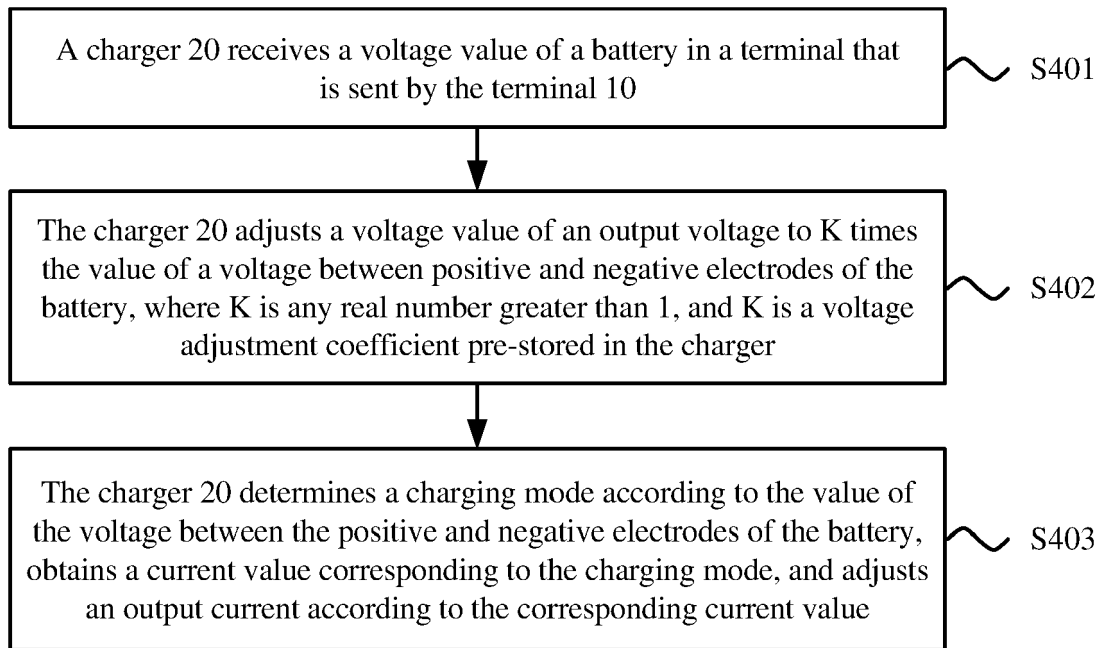 A charger 20 receives a voltage value of a battery in a terminal that
is sent by the terminal 10
S401
The charger 20 adjusts a voltage value of an output voltage to K times
the value of a voltage between positive and negative electrodes of the
battery, where K is any real number greater than 1, and K is a voltage
adjustment coefficient pre-stored in the charger
S402
The charger 20 determines a charging mode according to the value of
the voltage between the positive and negative electrodes of the battery,
obtains a current value corresponding to the charging mode, and adjusts
an output current according to the corresponding current value
S403